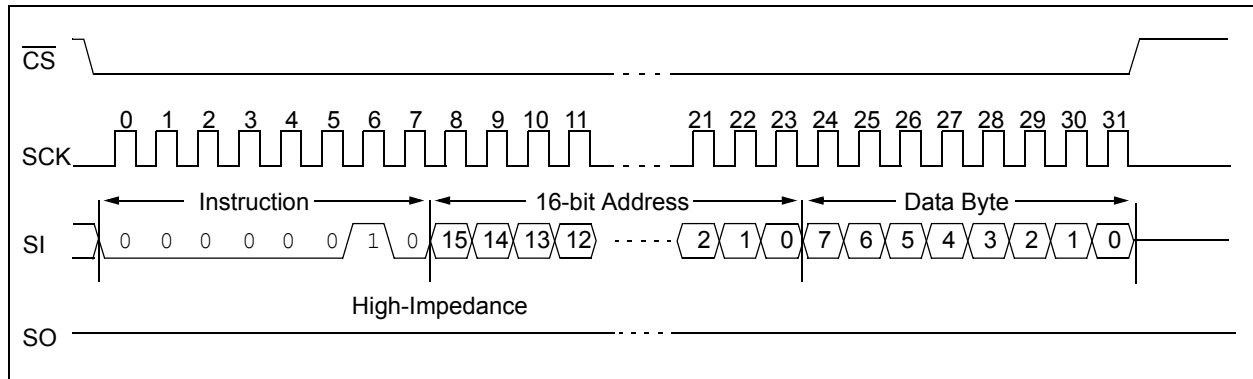 CS
0 1 2 3 4 5 6 7 8 9 10 11 21 22 23 24 25 26 27 28 29 30 31
SCK
Instruction 16-bit Address Data Byte
SI 0 0 0 0 0 0 1 0 15 14 13 12 2 1 0 7 6 5 4 3 2 1 0
High-Impedance
SO